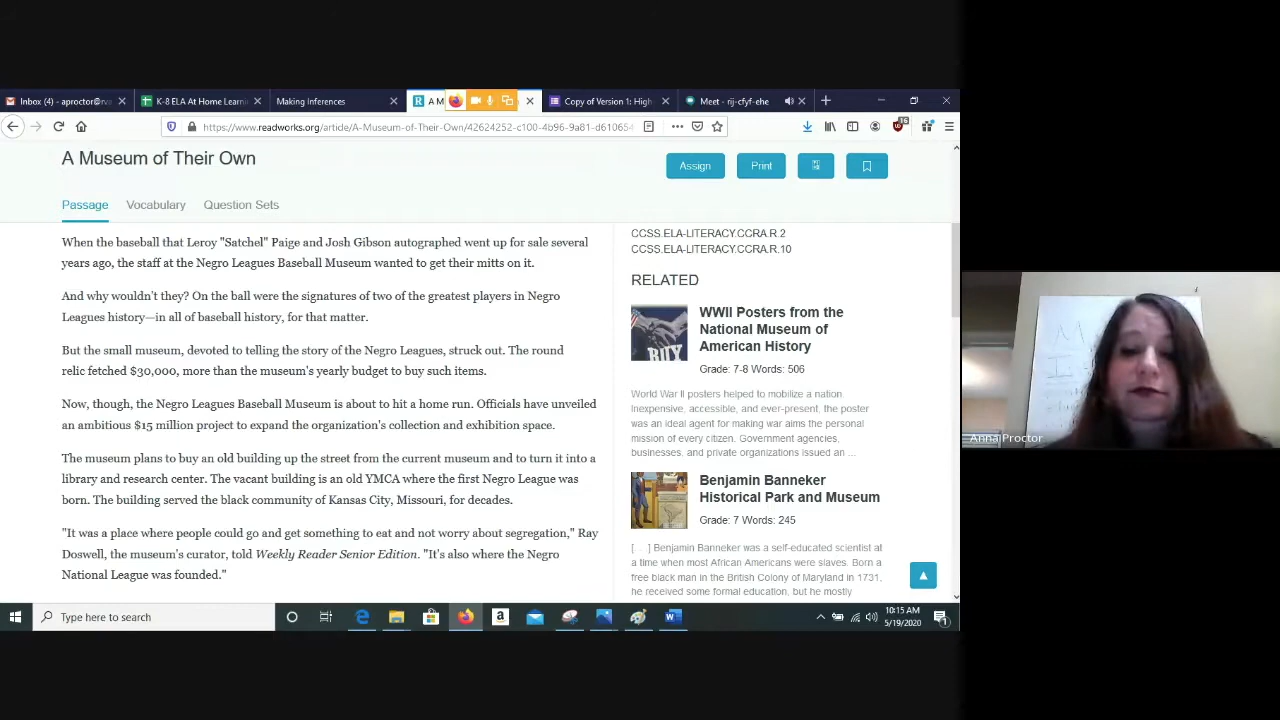 Inbox (4) - aproctor@rva
K-8 ELA At Home Learni
Making Inferences
A M
Copy of Version 1: High
Meet - rij-cfyf-ehe
https://www.readworks.org/article/A-Museum-of-Their-Own/42624252-c100-4b96-9a81-d61065
16
A Museum of Their Own
Assign
Print
Passage
Vocabulary
Question Sets
When the baseball that Leroy "Satchel" Paige and Josh Gibson autographed went up for sale several
years ago, the staff at the Negro Leagues Baseball Museum wanted to get their mitts on it.
And why wouldn't they? On the ball were the signatures of two of the greatest players in Negro
Leagues history—in all of baseball history, for that matter.
But the small museum, devoted to telling the story of the Negro Leagues, struck out. The round
relic fetched $30,000, more than the museum's yearly budget to buy such items.
Now, though, the Negro Leagues Baseball Museum is about to hit a home run. Officials have unveiled
an ambitious $15 million project to expand the organization's collection and exhibition space.
The museum plans to buy an old building up the street from the current museum and to turn it into a
library and research center. The vacant building is an old YMCA where the first Negro League was
born. The building served the black community of Kansas City, Missouri, for decades.
"It was a place where people could go and get something to eat and not worry about segregation," Ray
Doswell, the museum's curator, told Weekly Reader Senior Edition. "It's also where the Negro
National League was founded."
CCSS.ELA-LITERACY.CCRA.R.2
CCSS.ELA-LITERACY.CCRA.R.10
RELATED
WWII Posters from the
National Museum of
American History
Grade: 7-8 Words: 506
BUY
World War II posters helped to mobilize a nation.
Inexpensive, accessible, and ever-present, the poster
was an ideal agent for making war aims the personal
mission of every citizen. Government agencies,
businesses, and private organizations issued an ...
Benjamin Banneker
Historical Park and Museum
Grade: 7 Words: 245
[... ] Benjamin Banneker was a self-educated scientist at
a time when most African Americans were slaves. Born a
free black man in the British Colony of Maryland in 1731,
he received some formal education, but he mostly
Type here to search
10:15 AM
5/19/2020
Anna Proctor